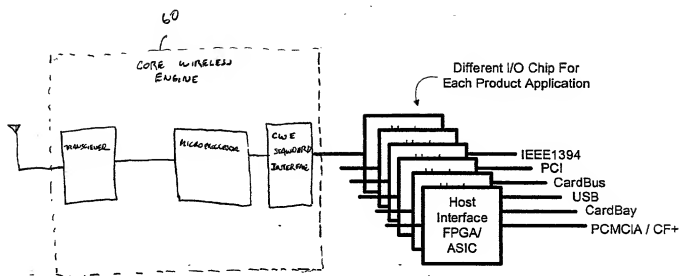 60
CORE WIRELESS
ENGINE
TRANSCIEVER
MICROPROCESSOR
CWE
STANDARD
INTERFACE
Different I/O Chip For
Each Product Application
IEEE1394
PCI
CardBus
USB
CardBay
PCMCIA / CF+
Host
Interface
FPGA/
ASIC